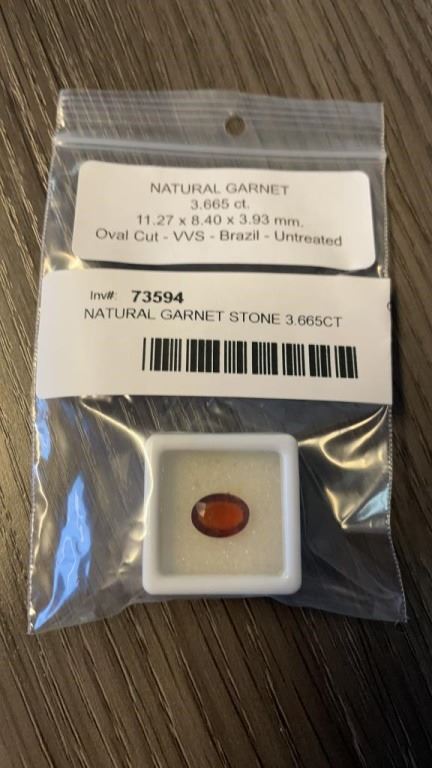 NATURAL GARNET
3.665 ct.
11.27 x 8.40 x 3.93 mm.
Oval Cut - VVS - Brazil - Untreated
Inv#: 73594
NATURAL GARNET STONE 3.665CT